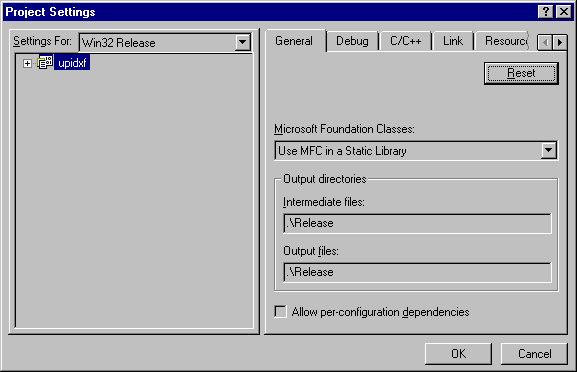 Project Settings
Settings For: Win32 Release
upidxf
General Debug C/C++ Link Resourc
Reset
Microsoft Foundation Classes:
Use MFC in a Static Library
Output directories
Intermediate files:
.\Release
Output files:
.\Release
Allow per-configuration dependencies
OK Cancel